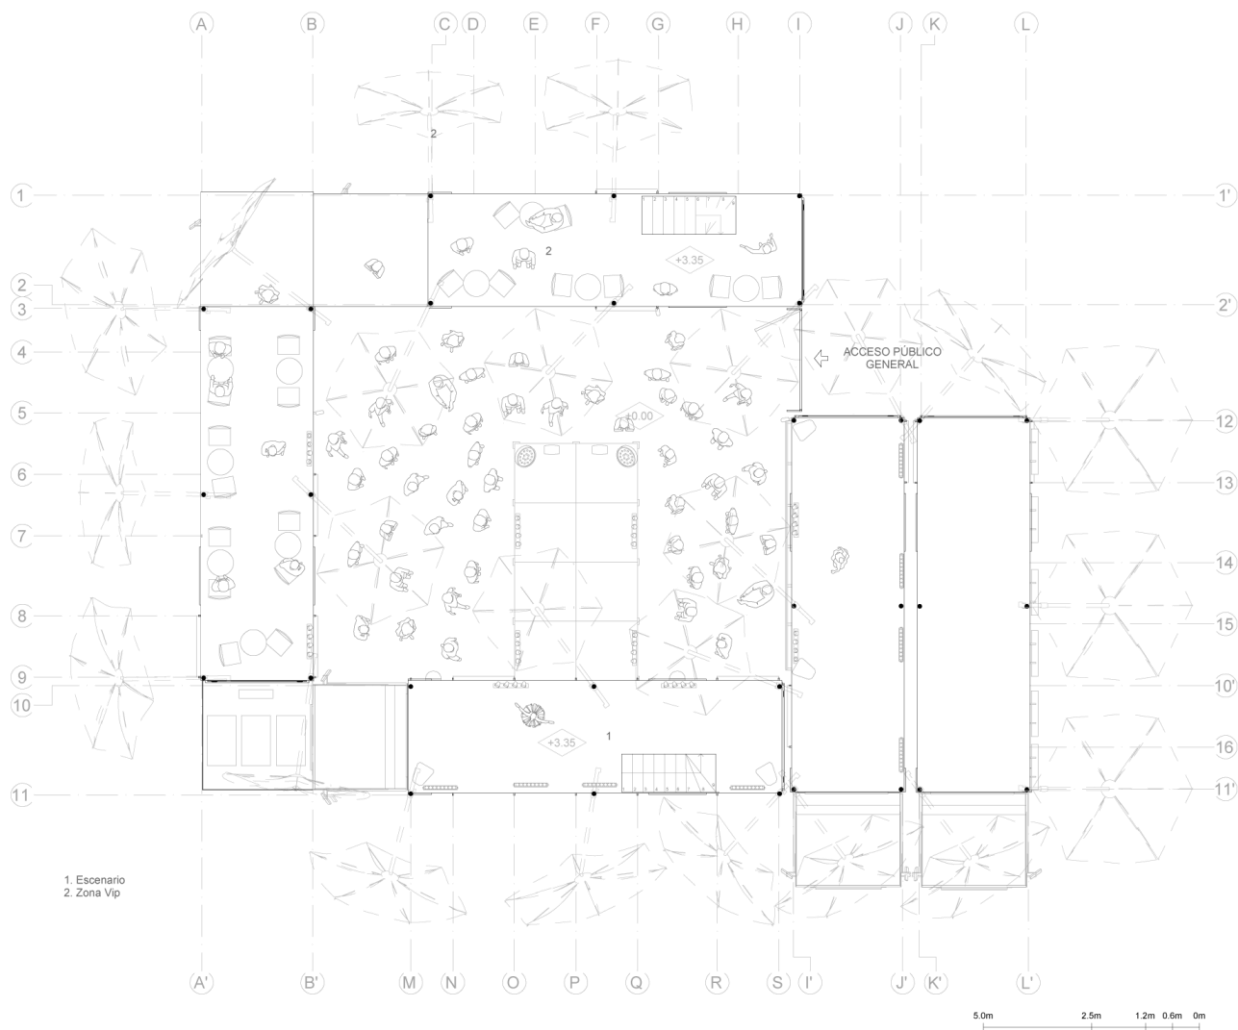 A B C D E F G H I J K L
2
1 1'
2
+3.35
2 2'
3
4 ACCESO PÚBLICO
GENERAL
5 ±0.00 12
6 13
7 14
8 15
9 10'
10
1
+3.35 16
11 11'
1. Escenario
2. Zona Vip
A' B' M N O P Q R S I' J' K' L'
5.0m 2.5m 1.2m 0.6m 0m